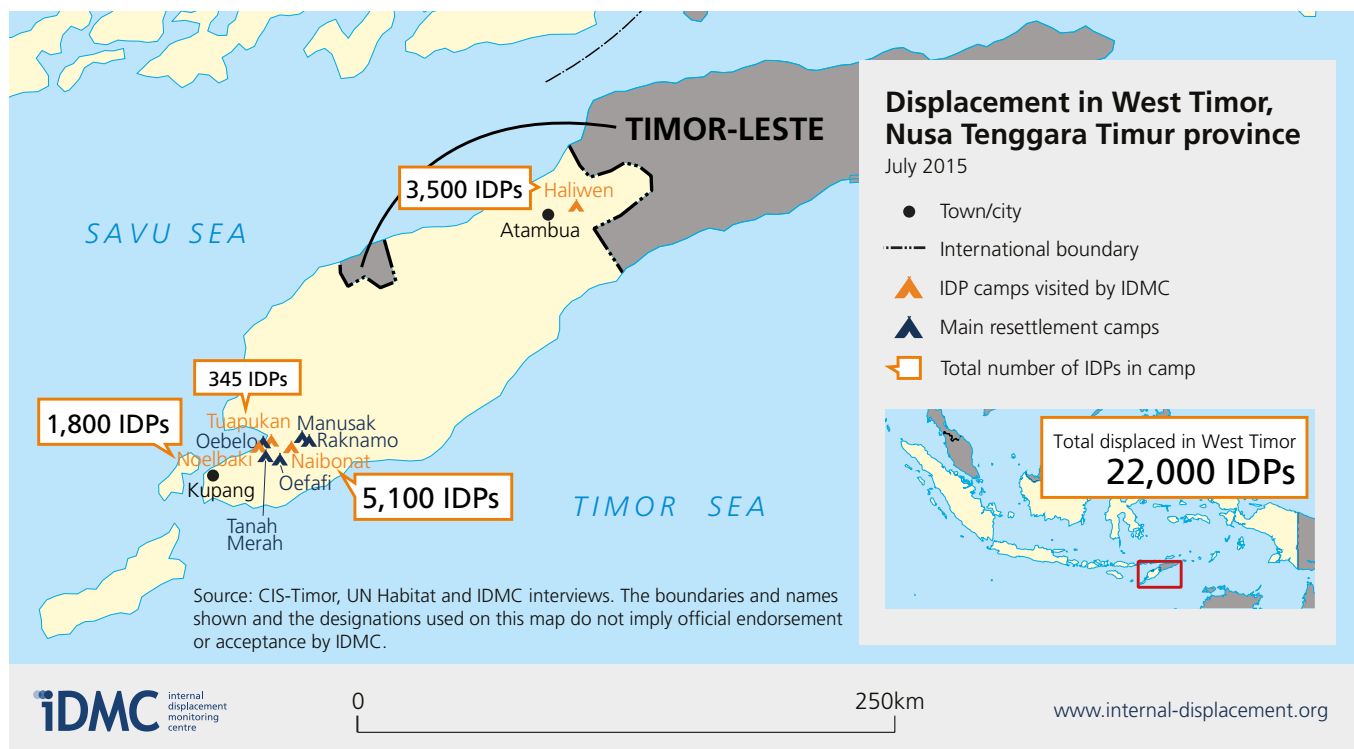 TIMOR-LESTE
3,500 IDPs
Haliwen
Atambua
SAVU SEA
345 IDPs
1,800 IDPs
Tuapukan
Manusak
Oebelo
Raknamo
Noelbaki
Naibonat
Oefafi
Kupang
5,100 IDPs
Tanah
Merah
TIMOR SEA
Source: CIS-Timor, UN Habitat and IDMC interviews. The boundaries and names
shown and the designations used on this map do not imply official endorsement
or acceptance by IDMC.
Displacement in West Timor,
Nusa Tenggara Timur province
July 2015
Town/city
International boundary
IDP camps visited by IDMC
Main resettlement camps
Total number of IDPs in camp
Total displaced in West Timor
22,000 IDPs
iDMC
internal
displacement
monitoring
centre
0
250km
www.internal-displacement.org